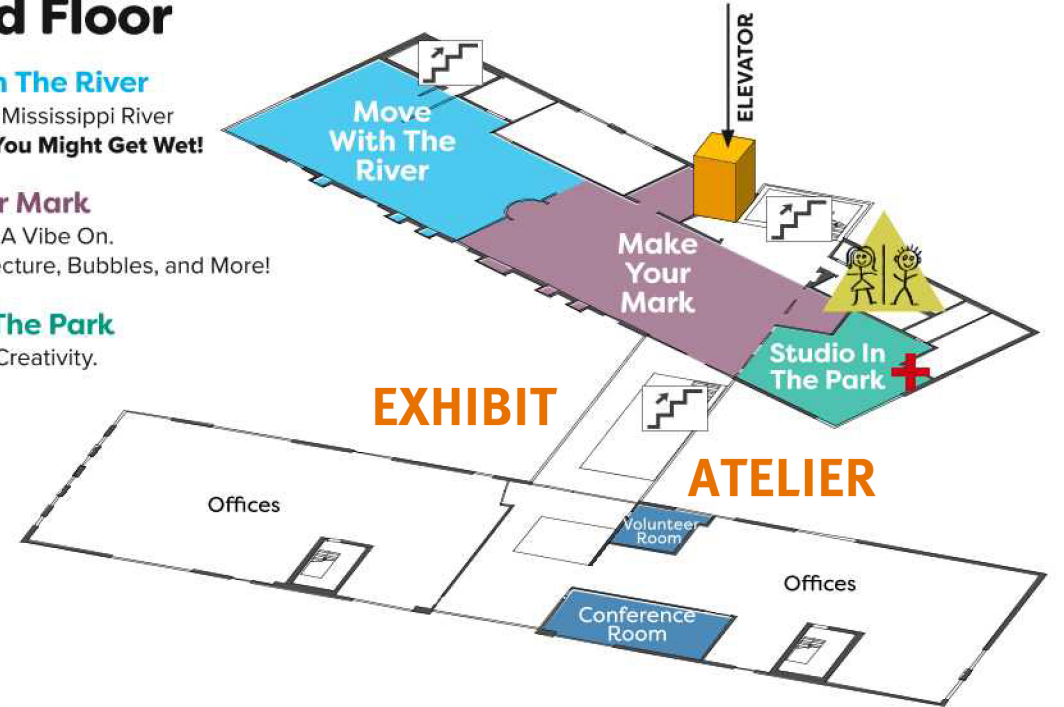 d Floor
n The River
Mississippi River
You Might Get Wet!
r Mark
A Vibe On.
ecture, Bubbles, and More!
The Park
Creativity.
ELEVATOR
Move
With The
River
Make
Your
Mark
Studio In
The Park
EXHIBIT
ATELIER
Offices
Volunteer
Room
Offices
Conference
Room